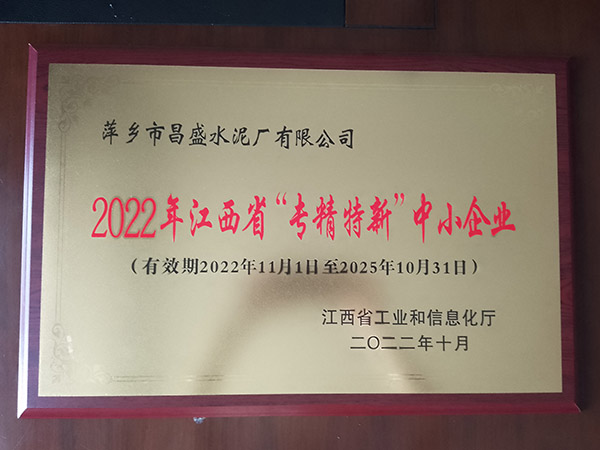 萍乡市昌盛水泥厂有限公司
2022年江西省“专精特新”中小企业
（有效期2022年11月1日至2025年10月31日）
江西省工业和信息化厅
二〇二二年十月